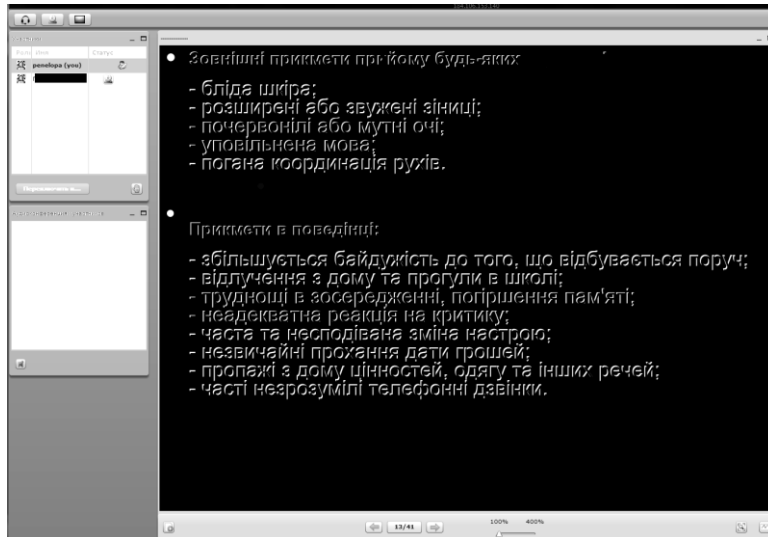 Роли Имя Статус
penelopa (you)
Зовнішні прикмети прийому будь-яких
- бліда шкіра;
- розширені або звужені зіниці;
- почервонілі або мутні очі;
- уповільнена мова;
- погана координація рухів.
Прикмети в поведінці:
- збільшується байдужість до того, що відбувається поруч;
- відлучення з дому та прогули в школі;
- труднощі в зосередженні, погіршення пам'яті;
- неадекватна реакція на критику;
- часта та несподівана зміна настрою;
- незвичайні прохання дати грошей;
- пропажі з дому цінностей, одягу та інших речей;
- часті незрозумілі телефонні дзвінки.
13/41
100% 400%